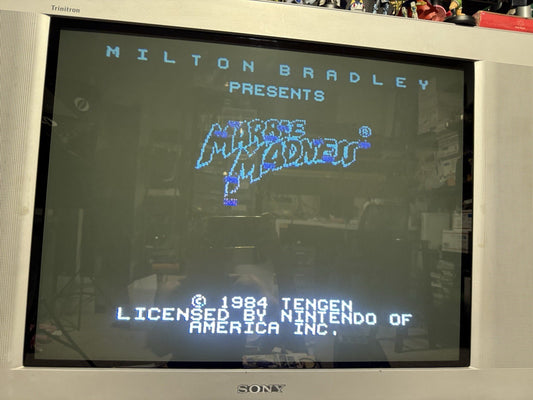 Trinitron
MILTON BRADLEY
PRESENTS
MARBLE
MADNESS
®
© 1984 TENGEN
LICENSED BY NINTENDO OF
AMERICA INC.
SONY